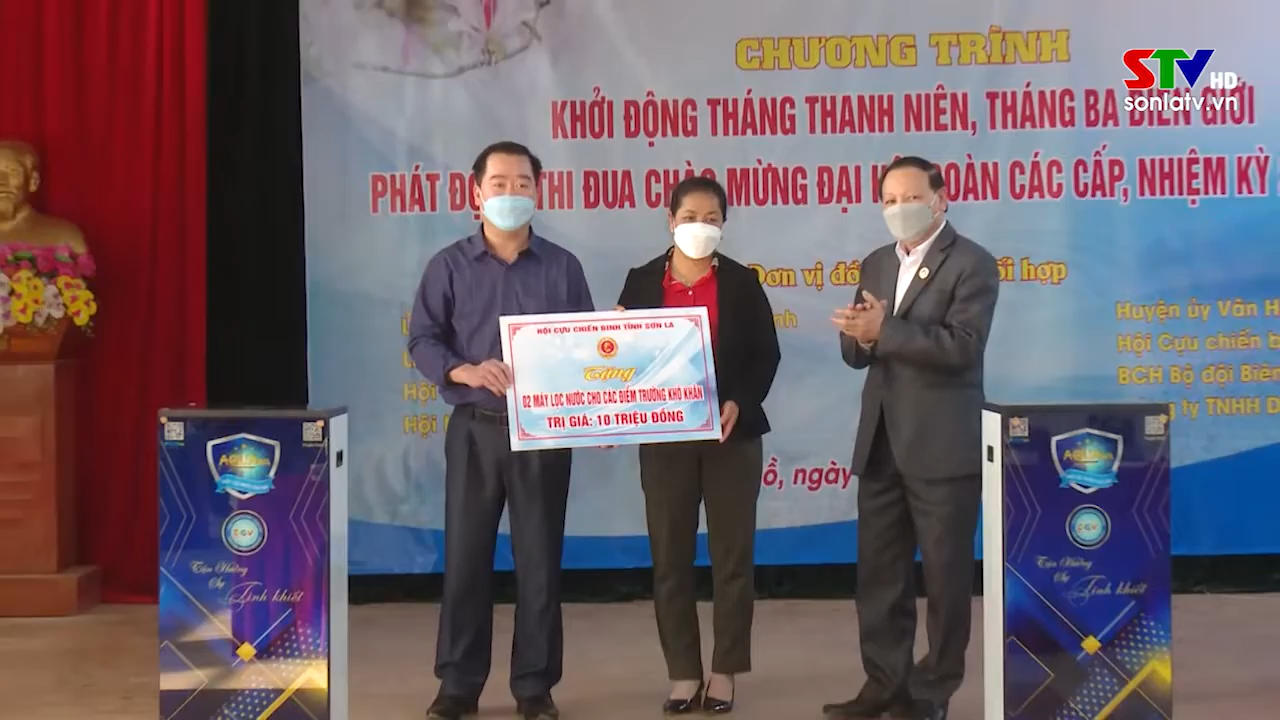 CHƯƠNG TRÌNH
STV HD
sonlatv.vn
KHỞI ĐỘNG THÁNG THANH NIÊN, THÁNG BA BIÊN GIỚI
PHÁT THI ĐUA CHÀO MỪNG ĐẠI ĐOÀN CÁC CẤP, NHIỆM KỲ
Đơn vị hợp
Huyện ủy Vân
Hội Cựu chiến
BCH Bộ đội Biên
TNHH
Hội
Hội
ngày
HỘI CỰU CHIẾN BINH TỈNH SƠN LA
Tặng
02 MÁY LỌC NƯỚC CHO CÁC ĐIỂM TRƯỜNG KHÓ KHĂN
TRỊ GIÁ: 10 TRIỆU ĐỒNG
Tận Hưởng
Sự
Tinh khiết
Tận Hưởng
Sự
Tinh khiết